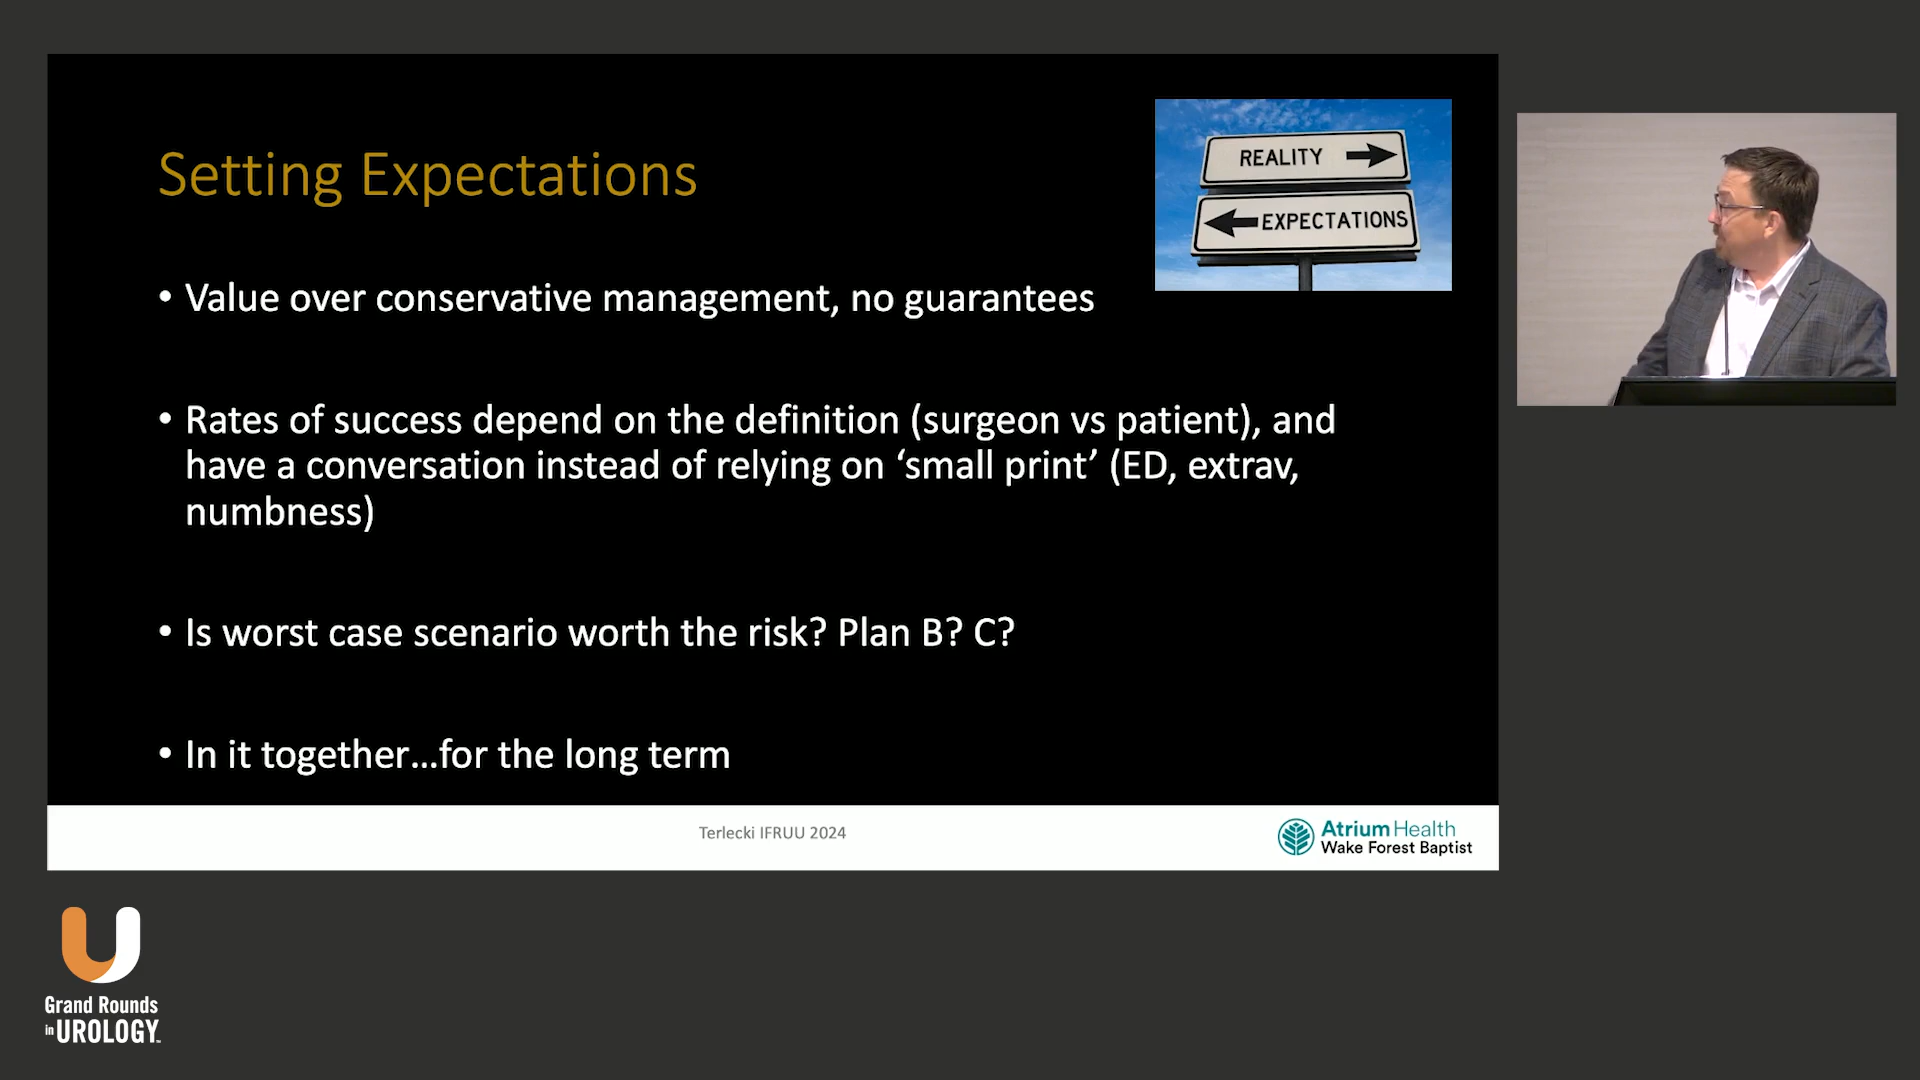 Setting Expectations
REALITY
EXPECTATIONS
• Value over conservative management, no guarantees
• Rates of success depend on the definition (surgeon vs patient), and
have a conversation instead of relying on ‘small print’ (ED, extrav,
numbness)
• Is worst case scenario worth the risk? Plan B? C?
• In it together...for the long term
Terlecki IFRUU 2024
Atrium Health
Wake Forest Baptist
Grand Rounds
in UROLOGY™